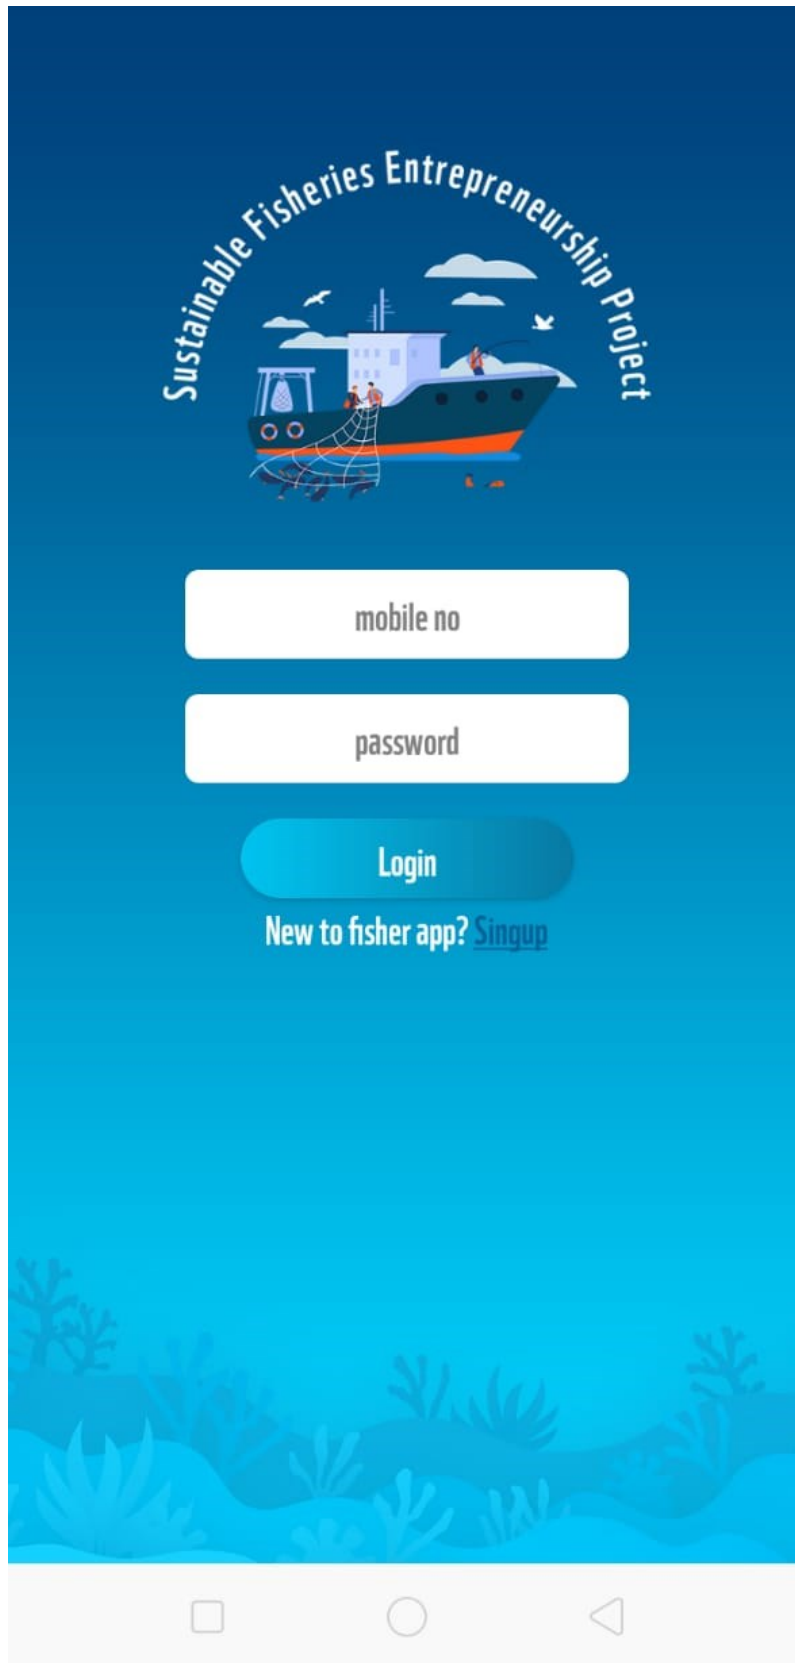 Sustainable Fisheries Entrepreneurship Project
mobile no
password
Login
New to fisher app? Singup